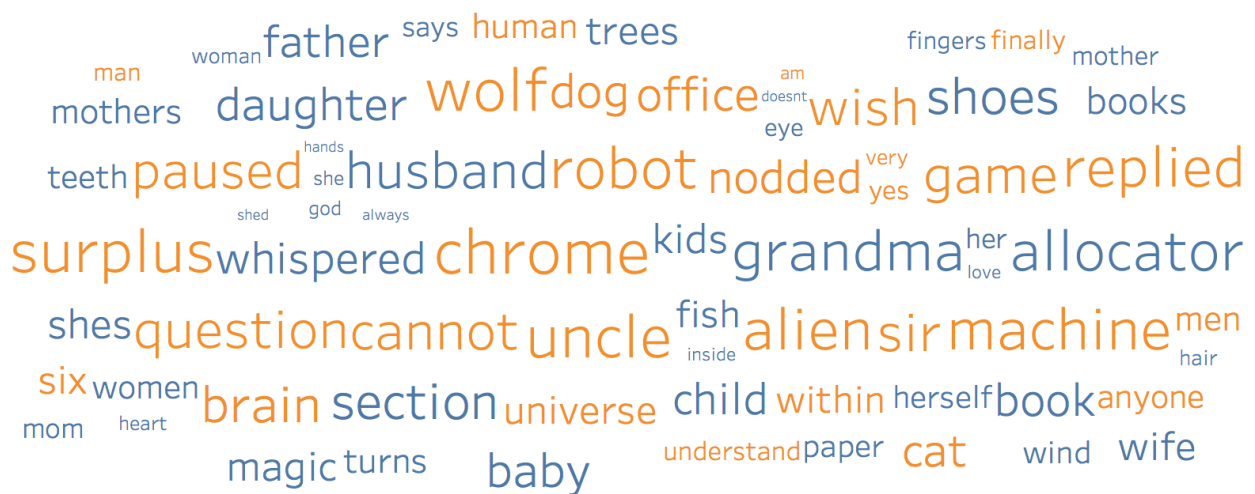 woman father says human trees fingers finally mother
man mothers daughter wolf dog office am doesnt eye wish shoes books
teeth paused hands she husband robot nodded very yes game replied
shed god always
surplus whispered chrome kids grandma her love allocator
shes question cannot uncle fish inside alien sir machine men hair
six women brain section universe child within herself book anyone
mom heart
magic turns baby understand paper cat wind wife